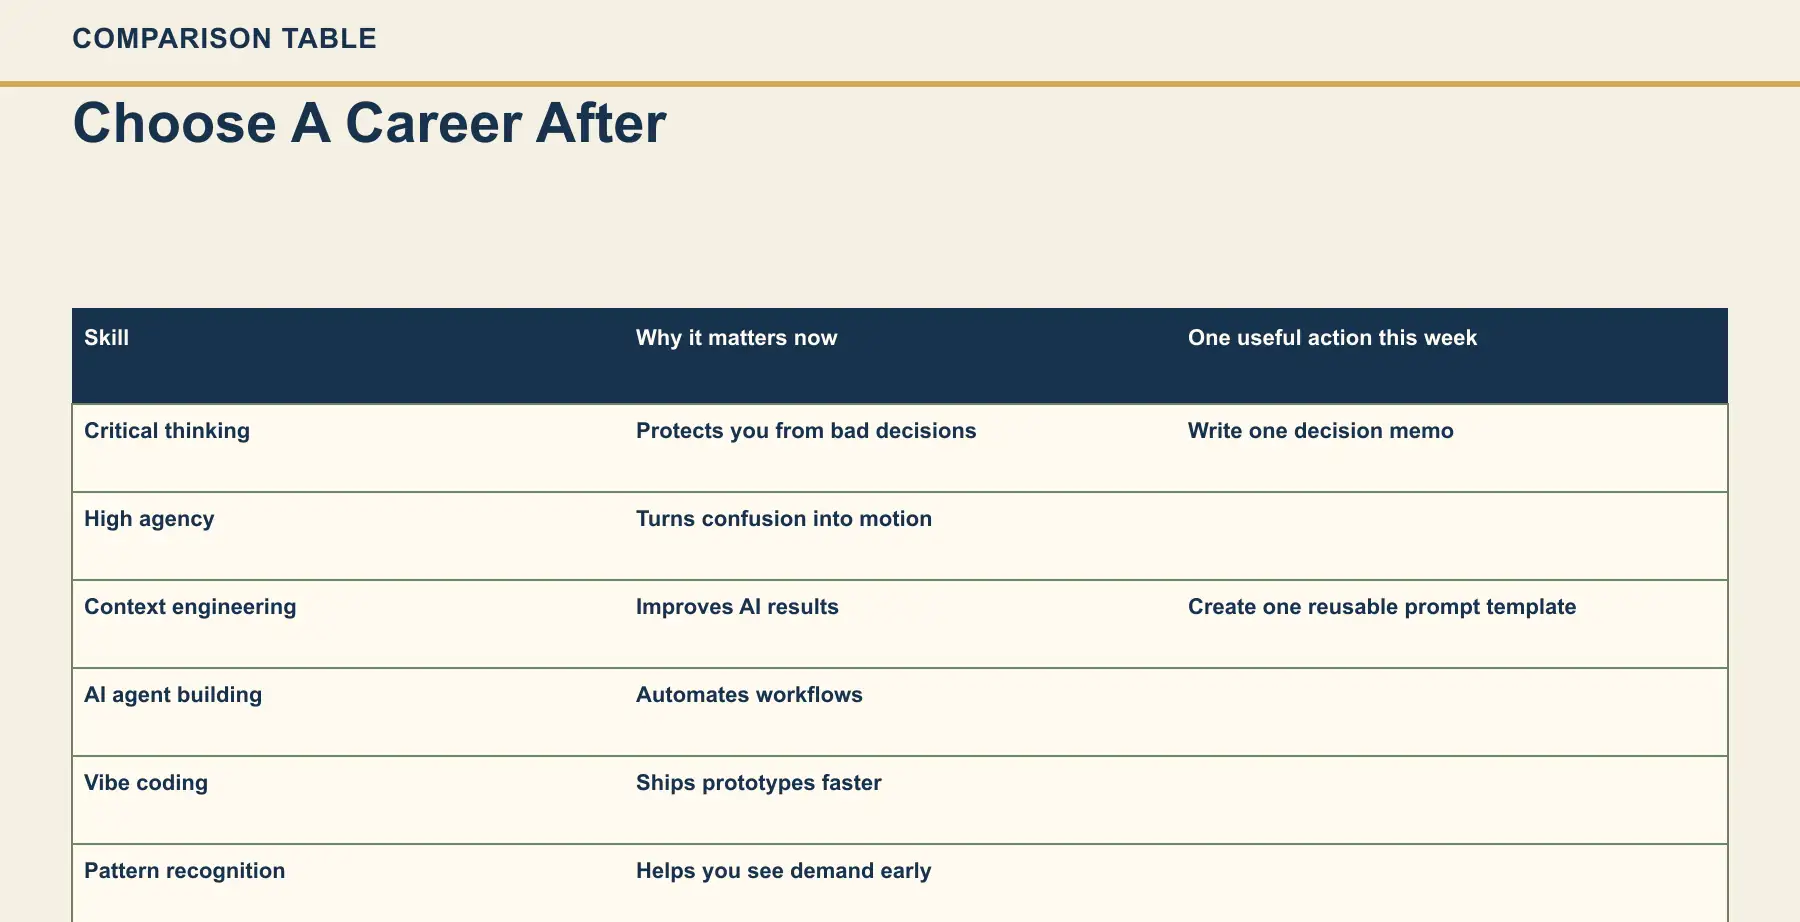 COMPARISON TABLE
Choose A Career After
Skill Why it matters now One useful action this week
Critical thinking Protects you from bad decisions Write one decision memo
High agency Turns confusion into motion
Context engineering Improves AI results Create one reusable prompt template
AI agent building Automates workflows
Vibe coding Ships prototypes faster
Pattern recognition Helps you see demand early